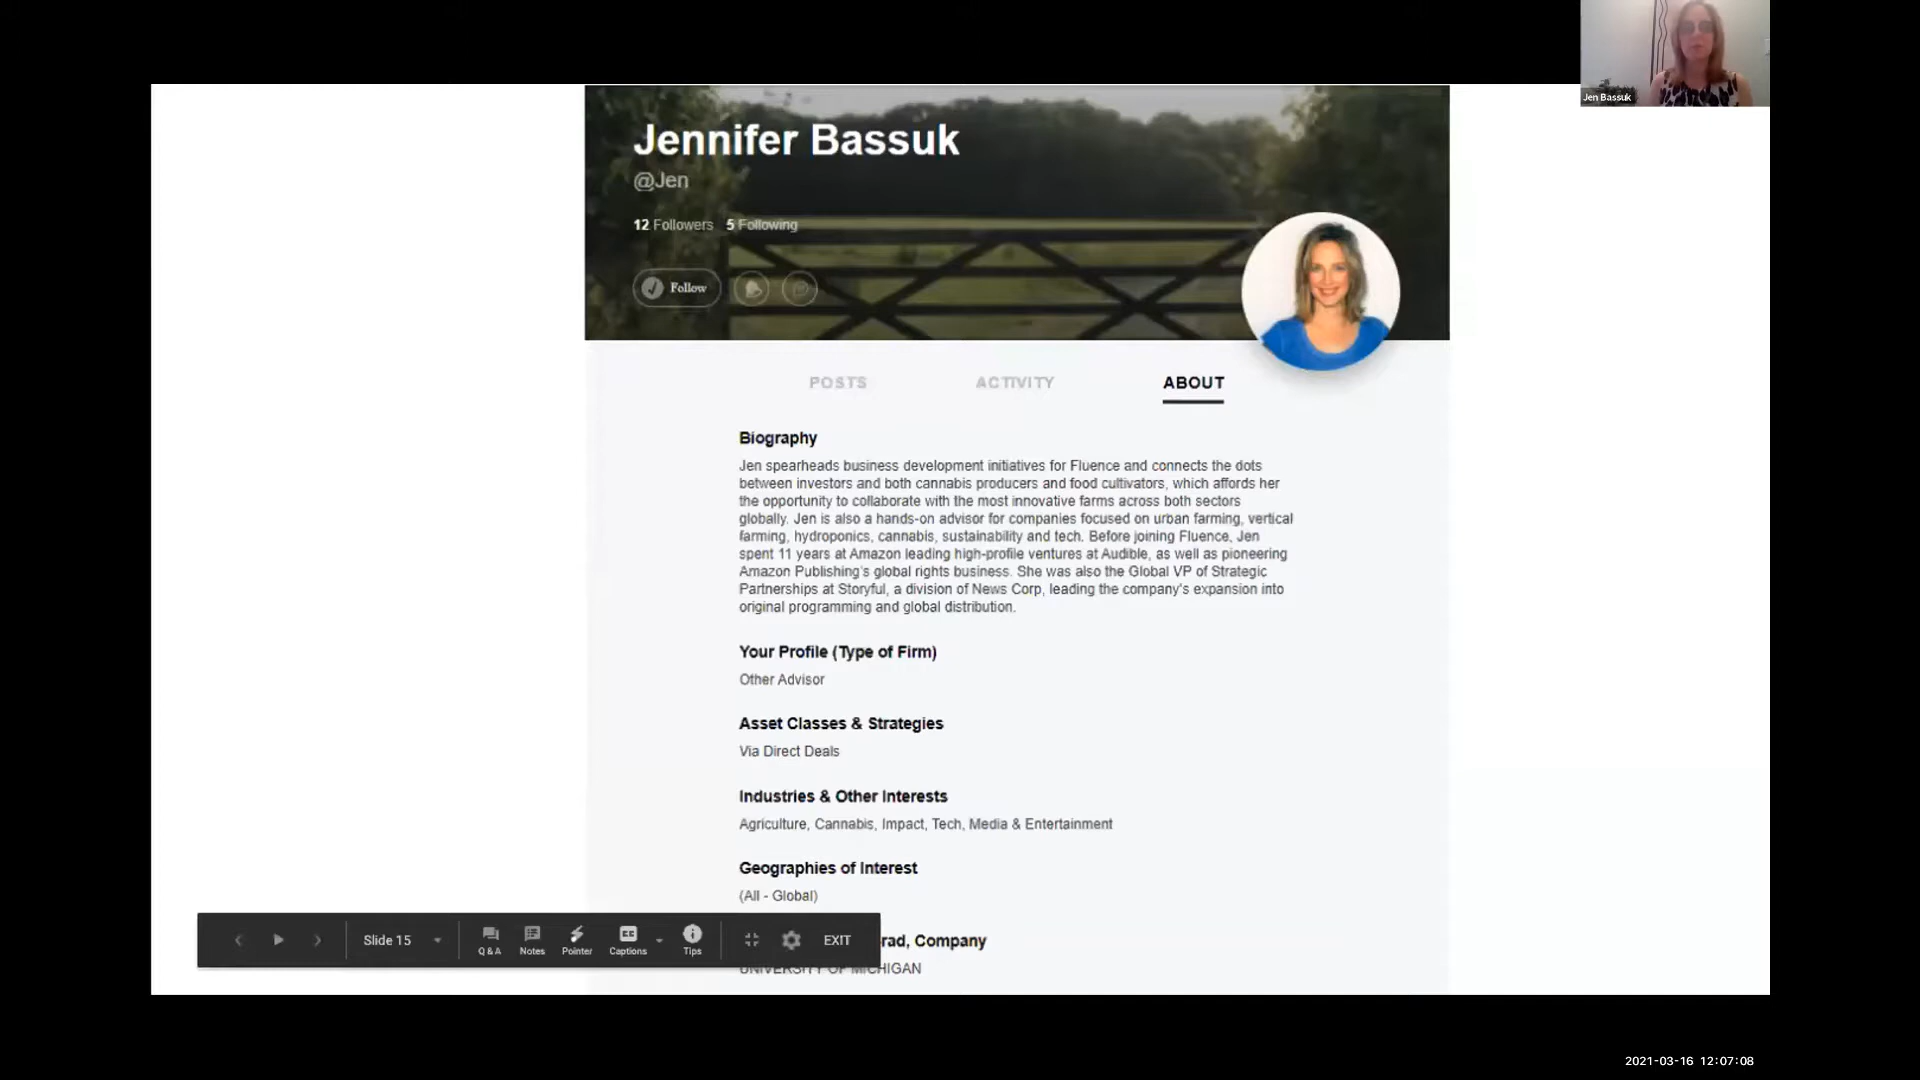 Jen Bassuk
Jennifer Bassuk
@Jen
12 Followers 5 Following
Follow
POSTS ACTIVITY ABOUT
Biography
Jen spearheads business development initiatives for Fluence and connects the dots
between investors and both cannabis producers and food cultivators, which affords her
the opportunity to collaborate with the most innovative farms across both sectors
globally. Jen is also a hands-on advisor for companies focused on urban farming, vertical
farming, hydroponics, cannabis, sustainability and tech. Before joining Fluence, Jen
spent 11 years at Amazon leading high-profile ventures at Audible, as well as pioneering
Amazon Publishing's global rights business. She was also the Global VP of Strategic
Partnerships at Storyful, a division of News Corp, leading the company's expansion into
original programming and global distribution.
Your Profile (Type of Firm)
Other Advisor
Asset Classes & Strategies
Via Direct Deals
Industries & Other Interests
Agriculture, Cannabis, Impact, Tech, Media & Entertainment
Geographies of Interest
(All - Global)
rad, Company
UNIVERSITY OF MICHIGAN
Slide 15 Q&A Notes Pointer CC Captions Tips EXIT
2021-03-16 12:07:08